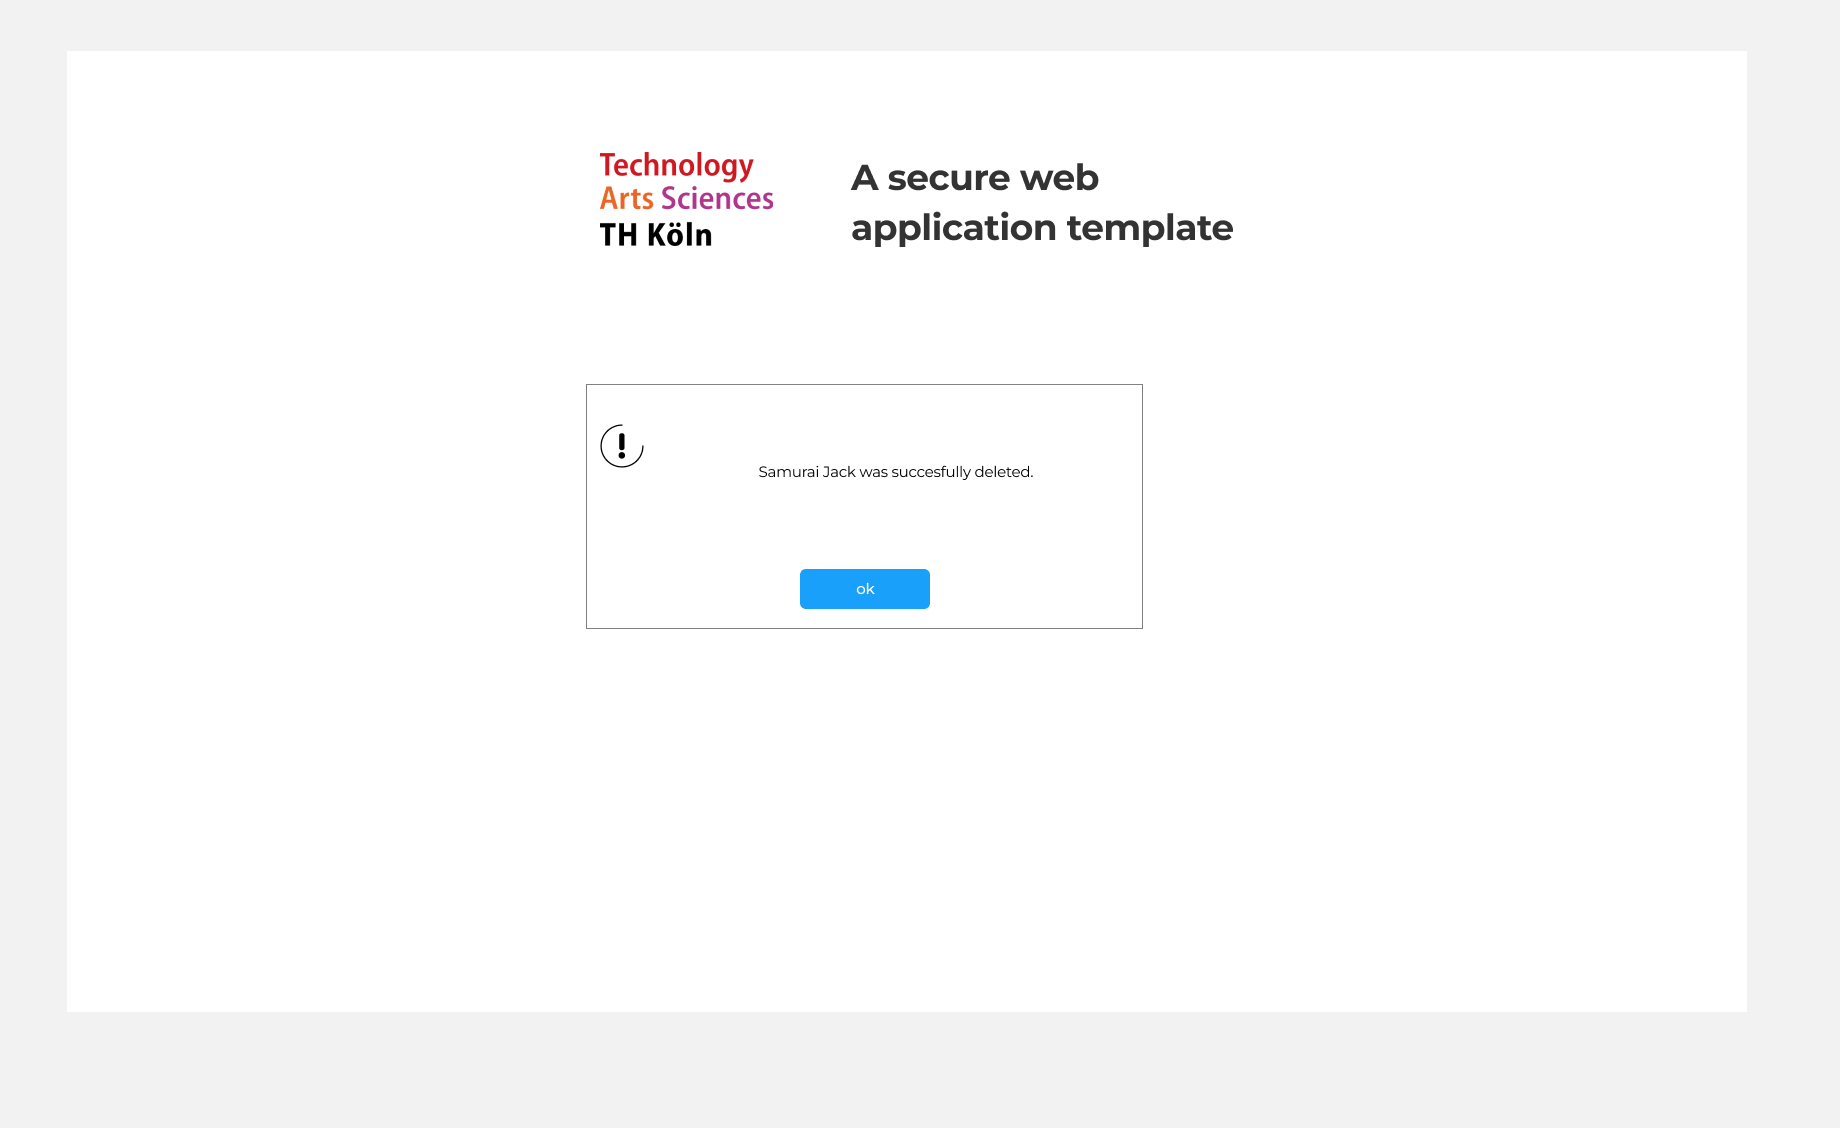 Technology
Arts Sciences
TH Köln
A secure web
application template
Samurai Jack was succesfully deleted.
ok